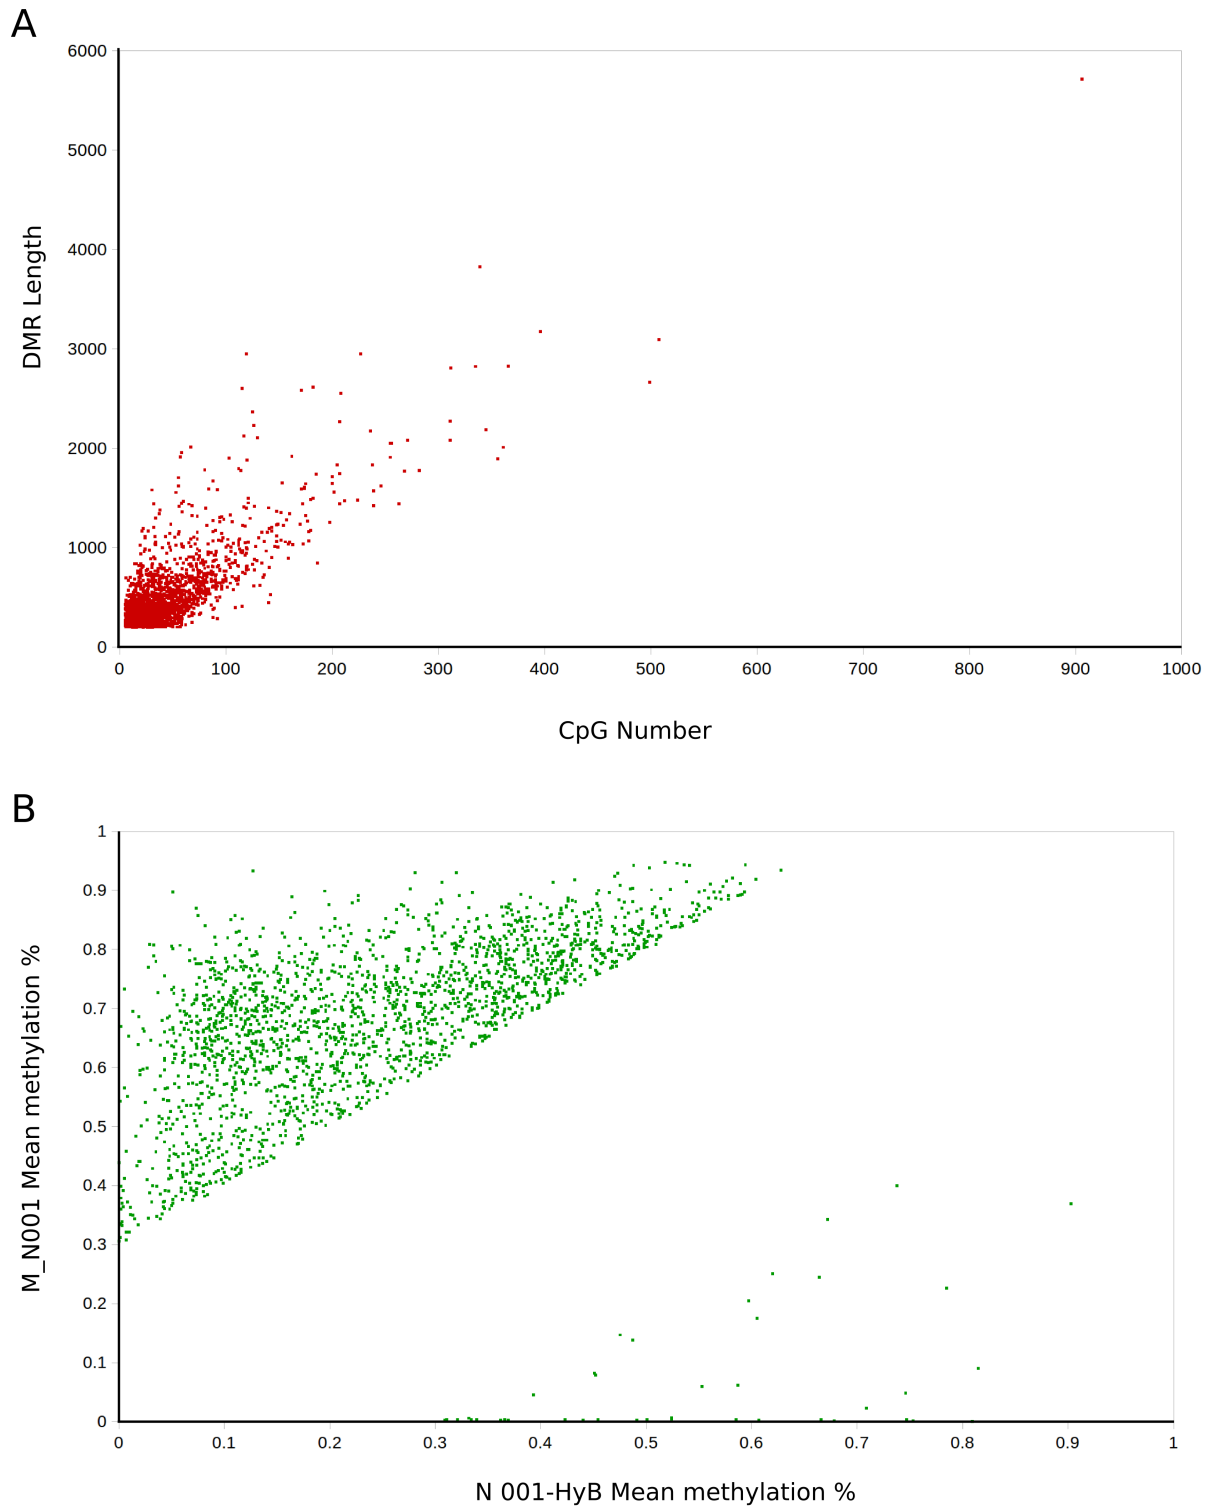 A
6000
5000
4000
3000
2000
1000
0
DMR Length
0 100 200 300 400 500 600 700 800 900 1000
CpG Number
B
1
0.9
0.8
0.7
0.6
0.5
0.4
0.3
0.2
0.1
0
M_N001 Mean methylation %
0 0.1 0.2 0.3 0.4 0.5 0.6 0.7 0.8 0.9 1
N 001-HyB Mean methylation %